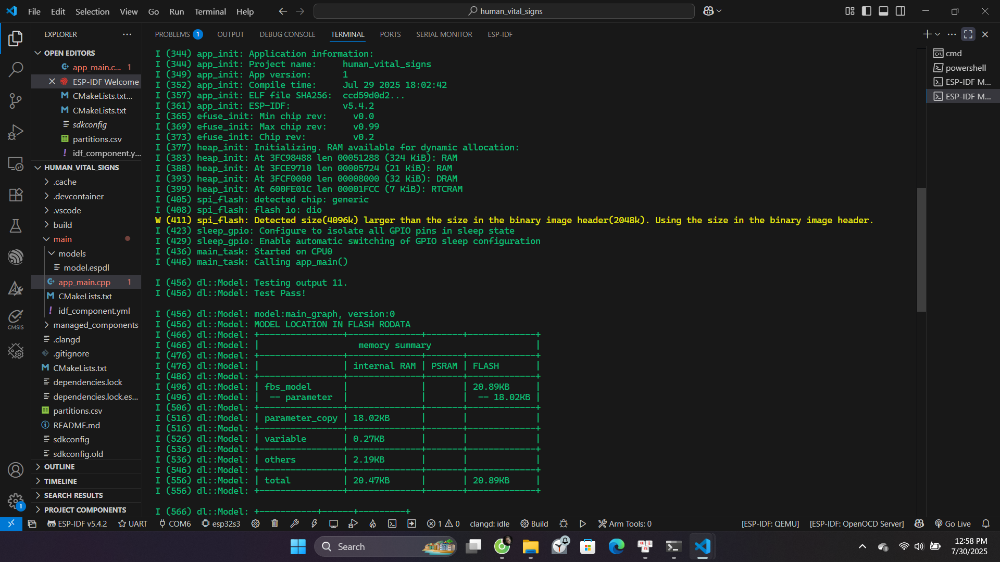 File Edit Selection View Go Run Terminal Help
human_vital_signs
EXPLORER
OPEN EDITORS
app_main.c... 1
ESP-IDF Welcome
CMakeLists.txt...
CMakeLists.txt
sdkconfig
partitions.csv
idf_component.y...
HUMAN_VITAL_SIGNS
.cache
.devcontainer
.vscode
build
main
models
model.espdl
app_main.cpp 1
CMakeLists.txt
idf_component.yml
managed_components
.clangd
.gitignore
CMakeLists.txt
dependencies.lock
dependencies.lock.es...
partitions.csv
README.md
sdkconfig
sdkconfig.old
OUTLINE
TIMELINE
SEARCH RESULTS
PROJECT COMPONENTS
CMSIS
1
PROBLEMS 1 OUTPUT DEBUG CONSOLE TERMINAL PORTS SERIAL MONITOR ESP-IDF
I (344) app_init: Application information:
I (344) app_init: Project name:     human_vital_signs
I (349) app_init: App version:      1
I (352) app_init: Compile time:     Jul 29 2025 18:02:42
I (357) app_init: ELF file SHA256:  ccd59d0d2...
I (361) app_init: ESP-IDF:          v5.4.2
I (365) efuse_init: Min chip rev:     v0.0
I (369) efuse_init: Max chip rev:     v0.99
I (373) efuse_init: Chip rev:         v0.2
I (377) heap_init: Initializing. RAM available for dynamic allocation:
I (383) heap_init: At 3FC98488 len 00051288 (324 KiB): RAM
I (388) heap_init: At 3FCE9710 len 00005724 (21 KiB): RAM
I (393) heap_init: At 3FCF0000 len 00008000 (32 KiB): DRAM
I (399) heap_init: At 600FE01C len 00001FCC (7 KiB): RTCRAM
I (405) spi_flash: detected chip: generic
I (408) spi_flash: flash io: dio
W (411) spi_flash: Detected size(4096k) larger than the size in the binary image header(2048k). Using the size in the binary image header.
I (423) sleep_gpio: Configure to isolate all GPIO pins in sleep state
I (429) sleep_gpio: Enable automatic switching of GPIO sleep configuration
I (436) main_task: Started on CPU0
I (446) main_task: Calling app_main()
I (456) dl::Model: Testing output 11.
I (456) dl::Model: Test Pass!
I (456) dl::Model: model:main_graph, version:0
I (456) dl::Model: MODEL LOCATION IN FLASH RODATA
I (466) dl::Model: +----------------+--------------+-------+-------------+
I (466) dl::Model: |                   memory summary                    |
I (476) dl::Model: +----------------+--------------+-------+-------------+
I (476) dl::Model: |                | internal RAM | PSRAM | FLASH       |
I (486) dl::Model: +----------------+--------------+-------+-------------+
I (496) dl::Model: | fbs_model      |              |       | 20.89KB     |
I (496) dl::Model: |  -- parameter  |              |       |  -- 18.02KB |
I (506) dl::Model: +----------------+--------------+-------+-------------+
I (516) dl::Model: | parameter_copy | 18.02KB      |       |             |
I (516) dl::Model: +----------------+--------------+-------+-------------+
I (526) dl::Model: | variable       | 0.27KB       |       |             |
I (536) dl::Model: +----------------+--------------+-------+-------------+
I (536) dl::Model: | others         | 2.19KB       |       |             |
I (546) dl::Model: +----------------+--------------+-------+-------------+
I (556) dl::Model: | total          | 20.47KB      |       | 20.89KB     |
I (556) dl::Model: +----------------+--------------+-------+-------------+
I (566) dl::Model: +-----------+------+---------+
cmd
powershell
ESP-IDF M...
ESP-IDF M...
ESP-IDF v5.4.2 UART COM6 esp32s3 1 0 clangd: idle Build Arm Tools: 0 [ESP-IDF: QEMU] [ESP-IDF: OpenOCD Server] Go Live
Search
12:58 PM
7/30/2025